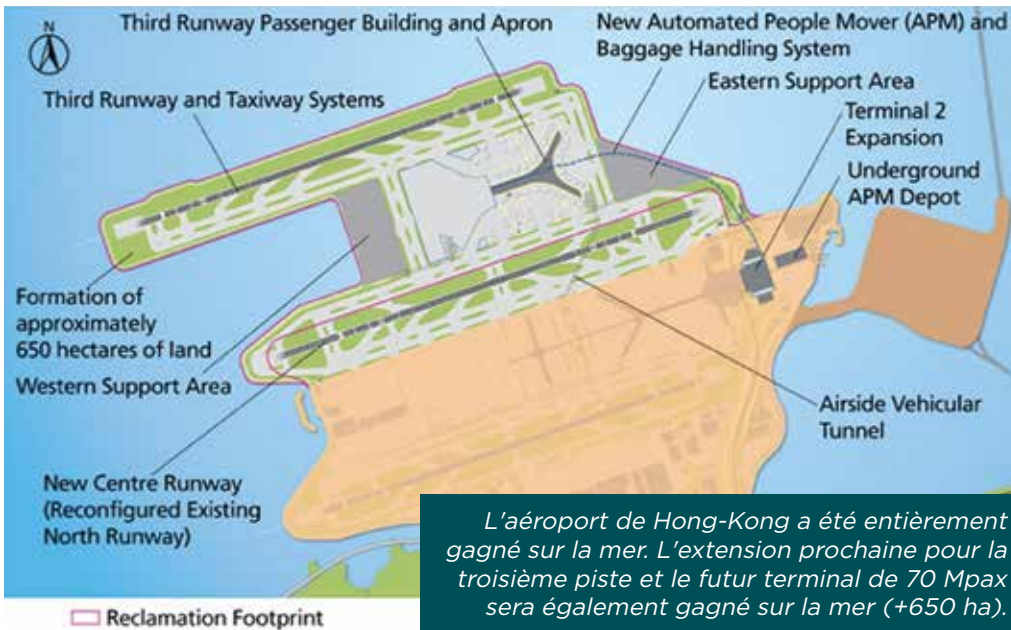 N
Third Runway Passenger Building and Apron
New Automated People Mover (APM) and
Baggage Handling System
Third Runway and Taxiway Systems
Eastern Support Area
Terminal 2
Expansion
Underground
APM Depot
Formation of
approximately
650 hectares of land
Western Support Area
Airside Vehicular
Tunnel
New Centre Runway
(Reconfigured Existing
North Runway)
L'aéroport de Hong-Kong a été entièrement
gagné sur la mer. L'extension prochaine pour la
troisième piste et le futur terminal de 70 Mpax
sera également gagné sur la mer (+650 ha).
Reclamation Footprint